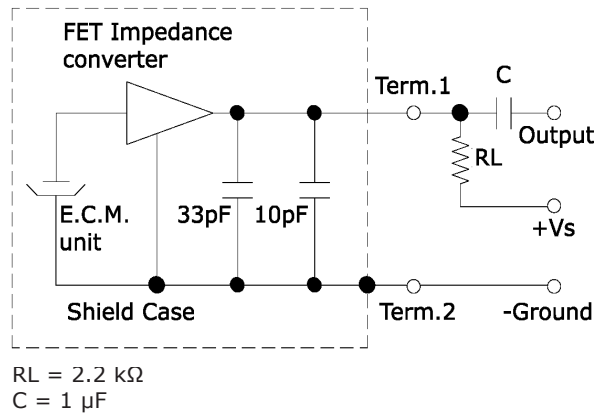 FET Impedance
converter
Term.1
C
Output
RL
+Vs
E.C.M.
unit
33pF
10pF
Shield Case
Term.2
-Ground
RL = 2.2 kΩ
C = 1 µF